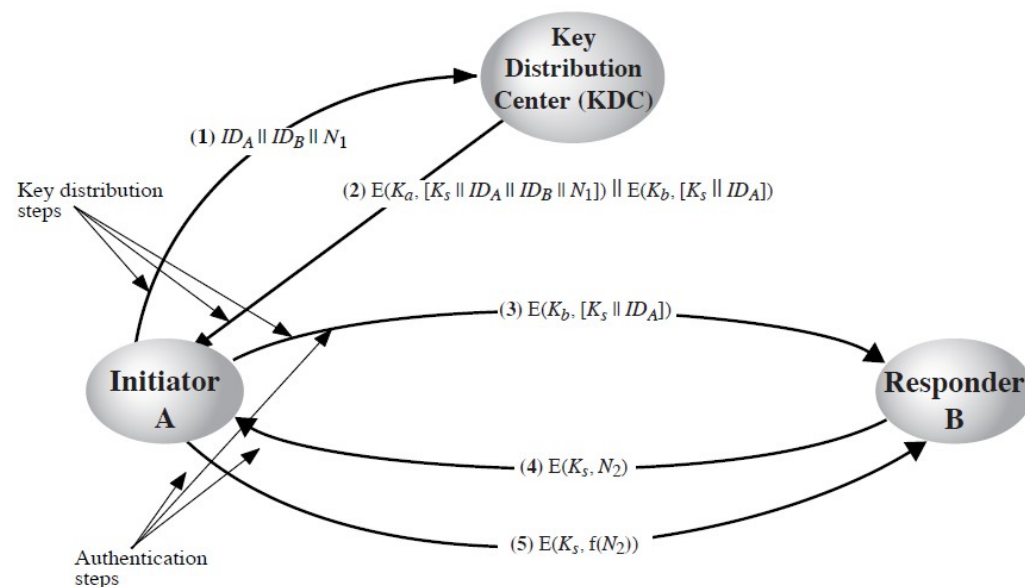 Key
Distribution
Center (KDC)
(1) ID_A || ID_B || N_1
Key distribution
steps
(2) E(K_a, [K_s || ID_A || ID_B || N_1]) || E(K_b, [K_s || ID_A])
(3) E(K_b, [K_s || ID_A])
Initiator
A
Responder
B
(4) E(K_s, N_2)
(5) E(K_s, f(N_2))
Authentication
steps